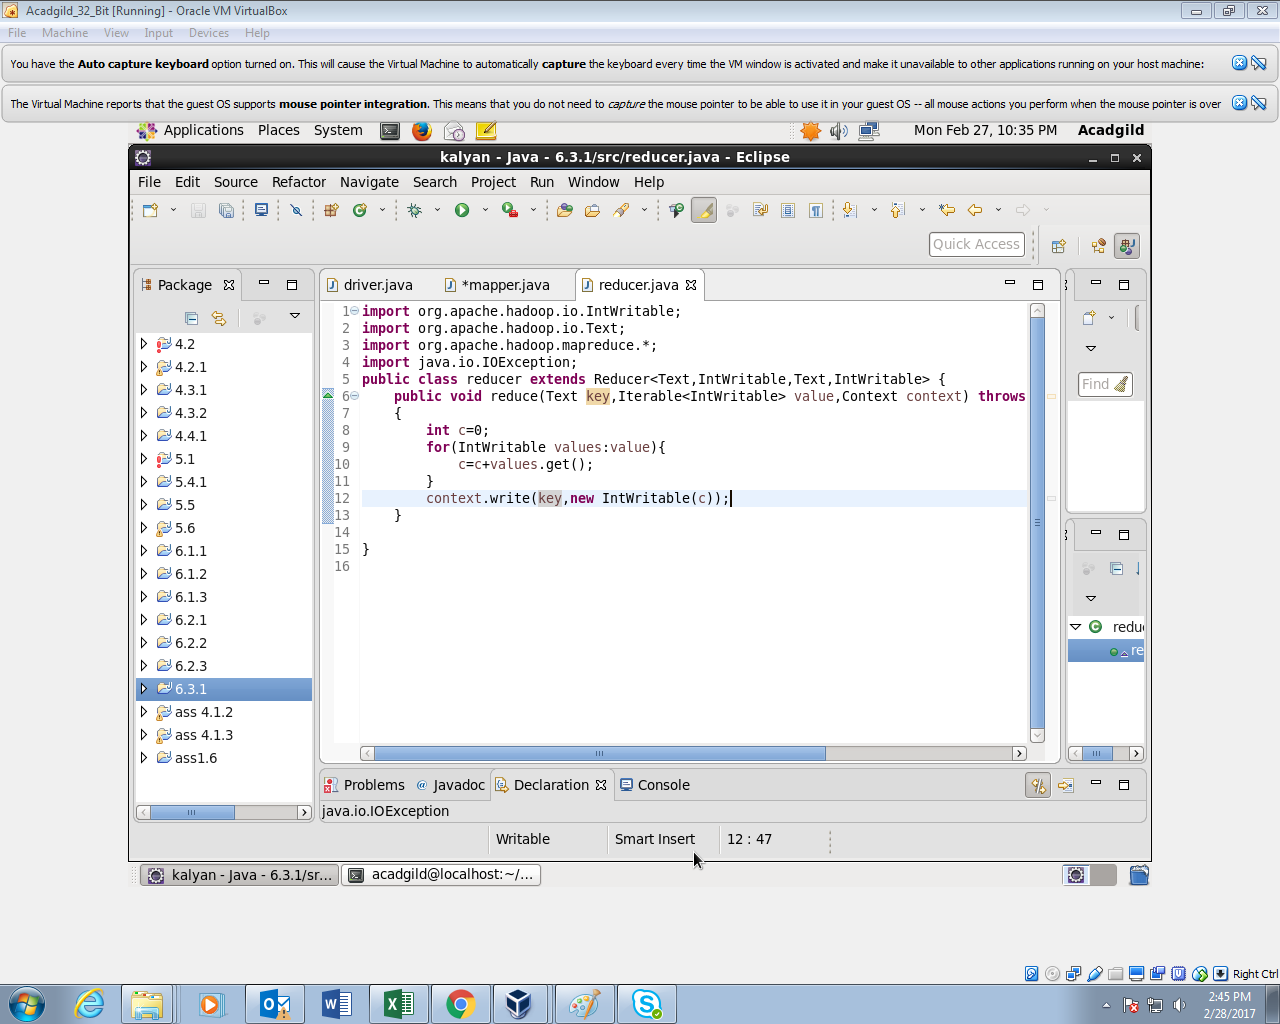 Acadgild_32_Bit [Running] - Oracle VM VirtualBox
File Machine View Input Devices Help
You have the Auto capture keyboard option turned on. This will cause the Virtual Machine to automatically capture the keyboard every time the VM window is activated and make it unavailable to other applications running on your host machine:
The Virtual Machine reports that the guest OS supports mouse pointer integration. This means that you do not need to capture the mouse pointer to be able to use it in your guest OS -- all mouse actions you perform when the mouse pointer is over
Applications Places System Mon Feb 27, 10:35 PM Acadgild
kalyan - Java - 6.3.1/src/reducer.java - Eclipse
File Edit Source Refactor Navigate Search Project Run Window Help
Quick Access
Package
driver.java *mapper.java reducer.java
4.2
4.2.1
4.3.1
4.3.2
4.4.1
5.1
5.4.1
5.5
5.6
6.1.1
6.1.2
6.1.3
6.2.1
6.2.2
6.2.3
6.3.1
ass 4.1.2
ass 4.1.3
ass1.6
1 import org.apache.hadoop.io.IntWritable;
2 import org.apache.hadoop.io.Text;
3 import org.apache.hadoop.mapreduce.*;
4 import java.io.IOException;
5 public class reducer extends Reducer<Text,IntWritable,Text,IntWritable> {
6 public void reduce(Text key,Iterable<IntWritable> value,Context context) throws
7 {
8 int c=0;
9 for(IntWritable values:value){
10 c=c+values.get();
11 }
12 context.write(key,new IntWritable(c));
13 }
14
15 }
16
Find
redu
re
Problems Javadoc Declaration Console
java.io.IOException
Writable Smart Insert 12 : 47
kalyan - Java - 6.3.1/sr... acadgild@localhost:~/...
Right Ctrl
2:45 PM
2/28/2017